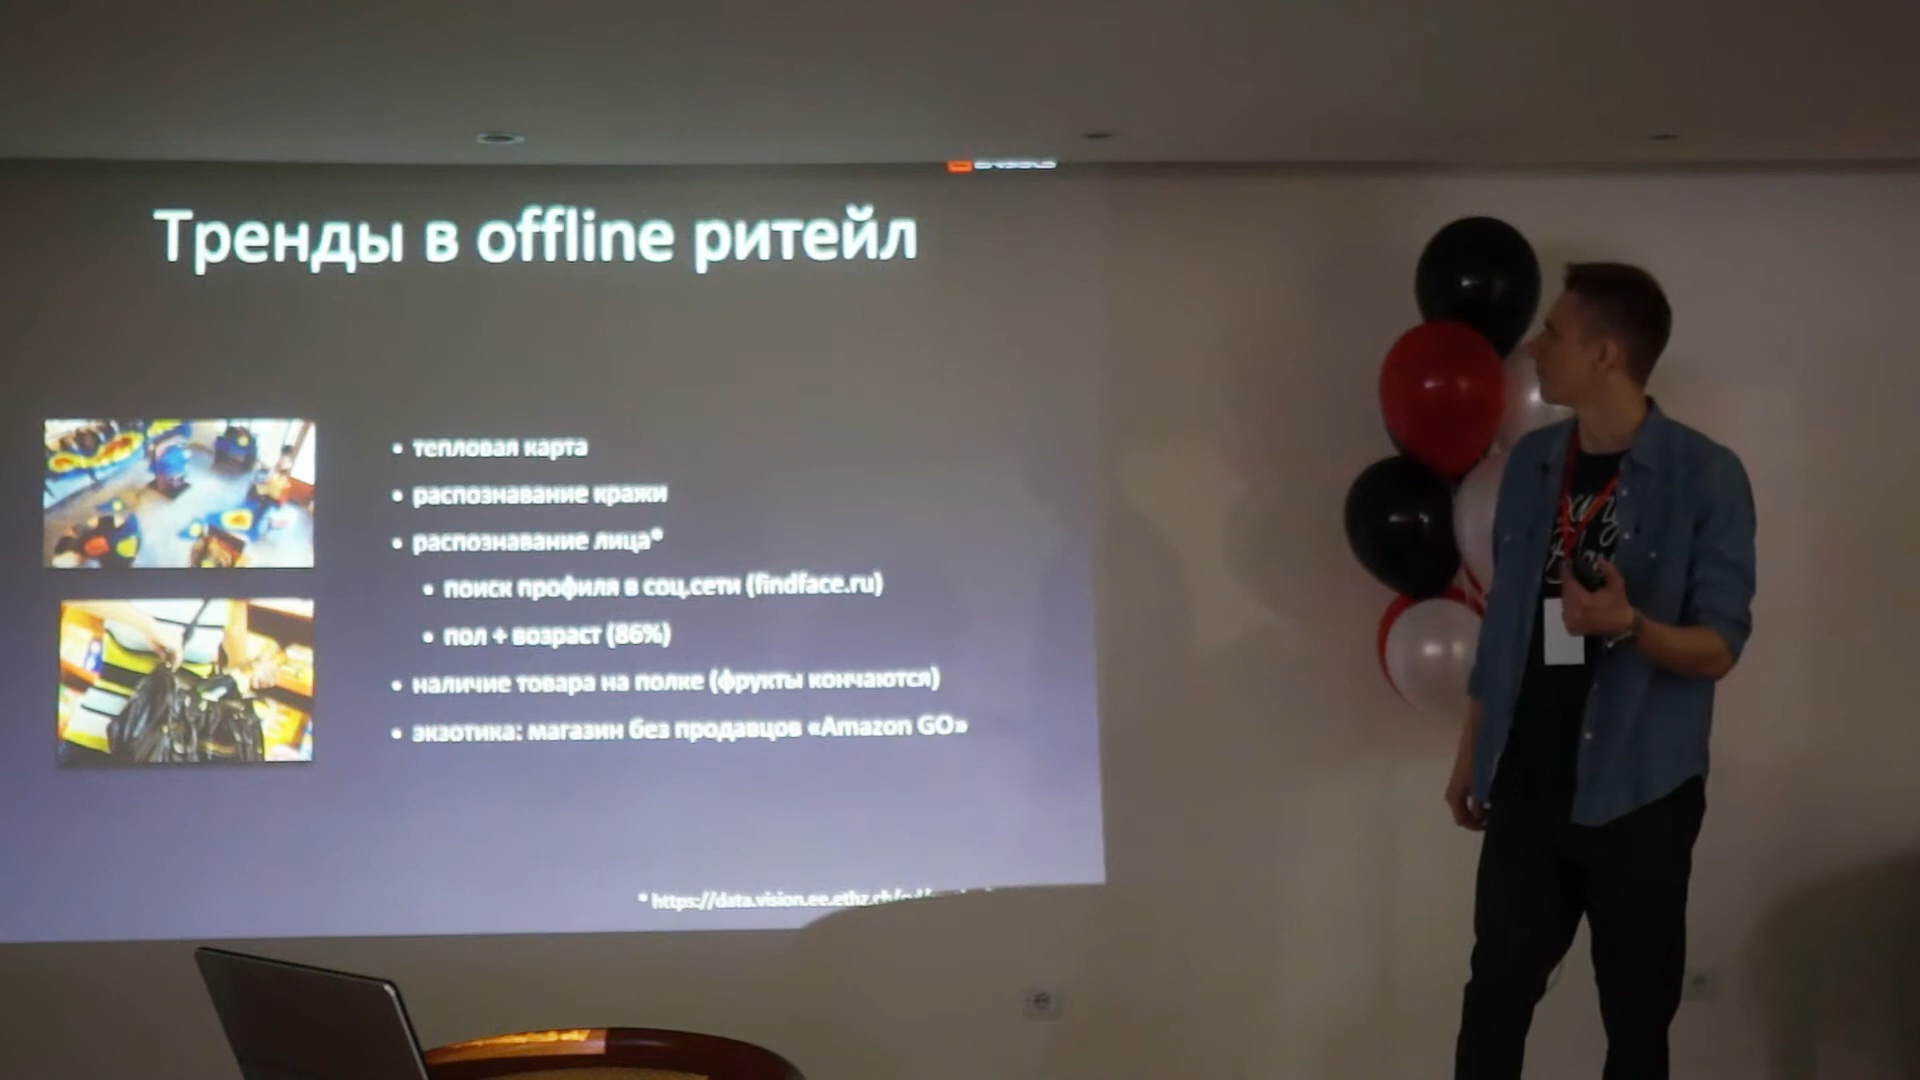 Тренды в offline ритейл
• тепловая карта
• распознавание кражи
• распознавание лица*
• поиск профиля в соц.сети (findface.ru)
• пол + возраст (86%)
• наличие товара на полке (фрукты кончаются)
• экзотика: магазин без продавцов «Amazon GO»
* https://data.vision.ee.ethz.ch/